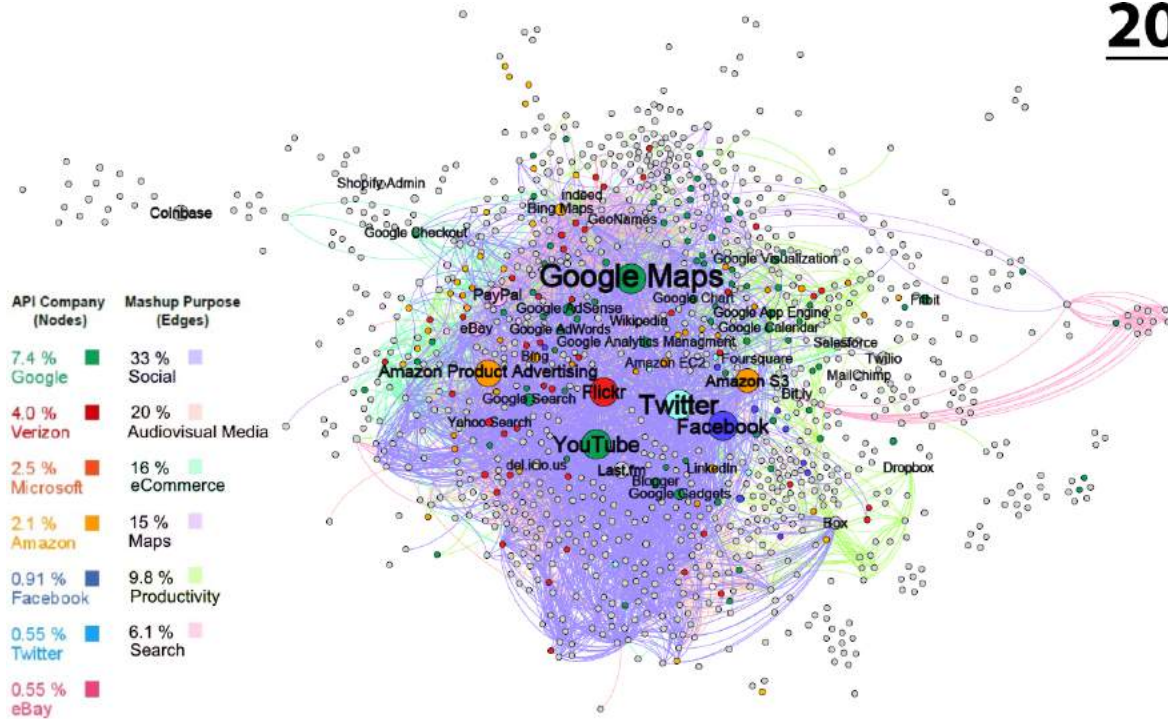 20
Shopify Admin
Coinbase
indeed
Bing Maps
GeoNames
Google Checkout
Google Visualization
Google Maps
PayPal
Google Chart
Fitbit
Google AdSense
Google App Engine
Wikipedia
eBay
Google AdWords
Google Calendar
Google Analytics Managment
Salesforce
Bing
Amazon EC2
Foursquare
Twilio
Amazon Product Advertising
MailChimp
Amazon S3
Bit.ly
Flickr
Google Search
Twitter
Yahoo Search
Facebook
YouTube
del.icio.us
Last.fm
LinkedIn
Dropbox
Blogger
Google Gadgets
Box
API Company
(Nodes)
7.4 %
Google
4.0 %
Verizon
2.5 %
Microsoft
2.1 %
Amazon
0.91 %
Facebook
0.55 %
Twitter
0.55 %
eBay
Mashup Purpose
(Edges)
33 %
Social
20 %
Audiovisual Media
16 %
eCommerce
15 %
Maps
9.8 %
Productivity
6.1 %
Search